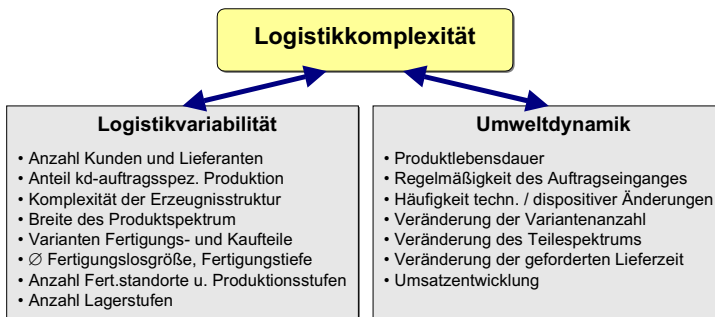 Logistikkomplexität
Logistikvariabilität
• Anzahl Kunden und Lieferanten
• Anteil kd-auftragsspez. Produktion
• Komplexität der Erzeugnisstruktur
• Breite des Produktspektrum
• Varianten Fertigungs- und Kaufteile
• ∅ Fertigungslosgröße, Fertigungstiefe
• Anzahl Fert.standorte u. Produktionsstufen
• Anzahl Lagerstufen
Umweltdynamik
• Produktlebensdauer
• Regelmäßigkeit des Auftragseinganges
• Häufigkeit techn. / dispositiver Änderungen
• Veränderung der Variantenanzahl
• Veränderung des Teilespektrums
• Veränderung der geforderten Lieferzeit
• Umsatzentwicklung